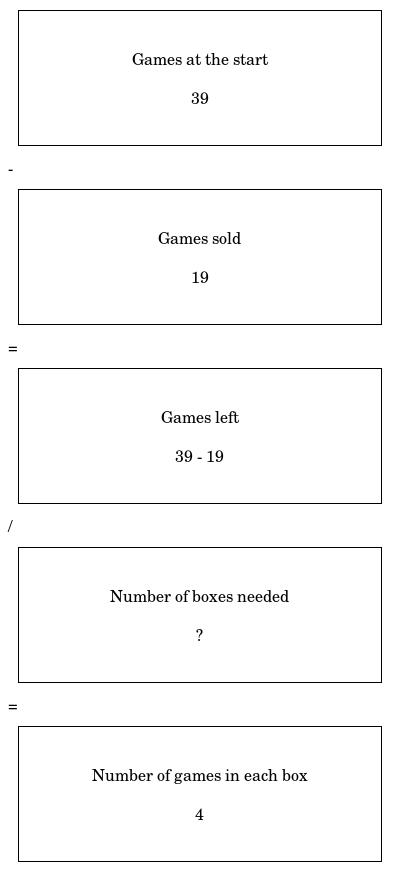 Games at the start
39
-
Games sold
19
=
Games left
39 - 19
/
Number of boxes needed
?
=
Number of games in each box
4